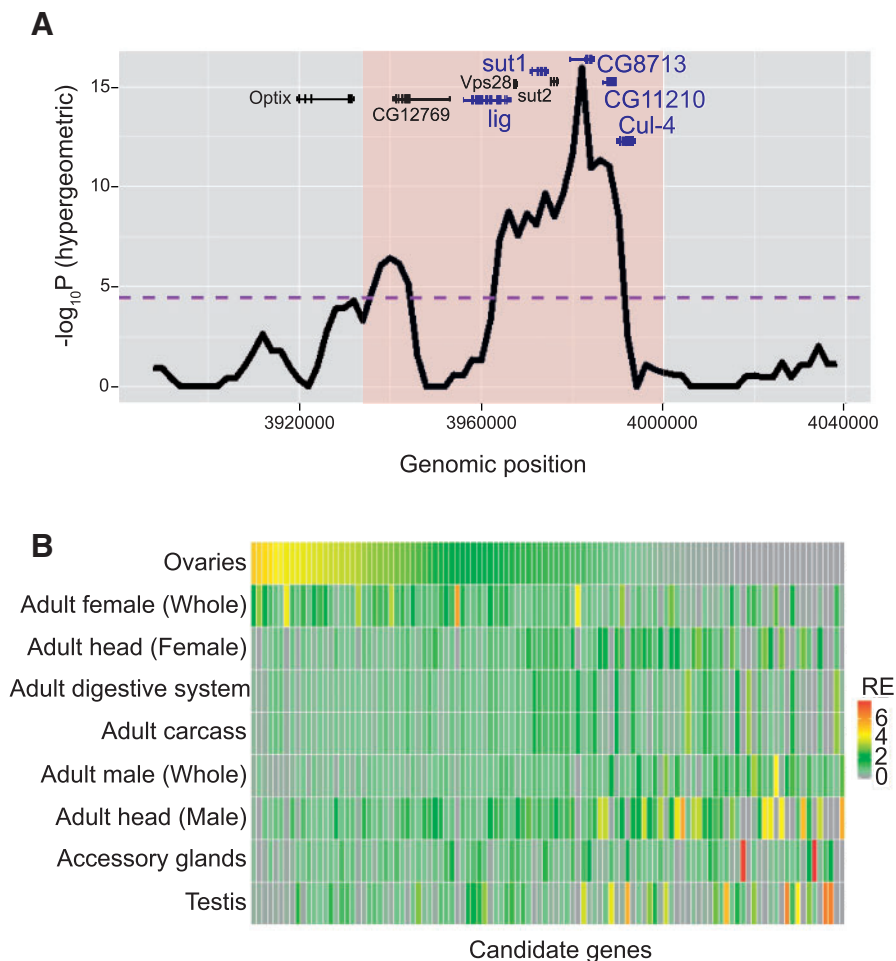 A
-log10P (hypergeometric)
15
10
5
0
Optix
CG12769
lig
Vps28
sut1
sut2
CG8713
CG11210
Cul-4
3920000
3960000
4000000
4040000
Genomic position
B
Ovaries
Adult female (Whole)
Adult head (Female)
Adult digestive system
Adult carcass
Adult male (Whole)
Adult head (Male)
Accessory glands
Testis
Candidate genes
RE
6
4
2
0